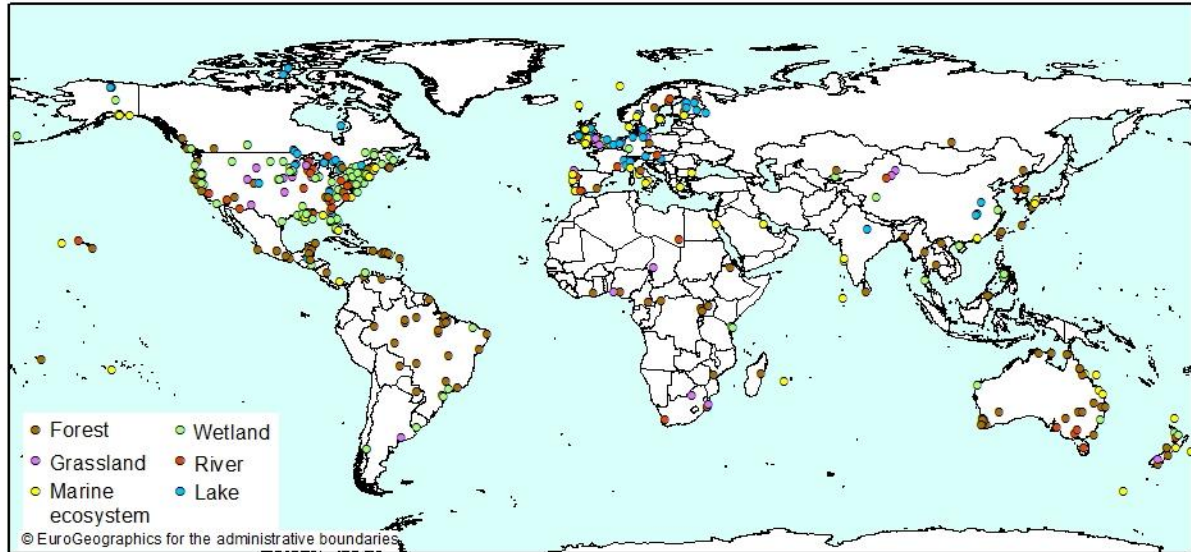 Forest
Wetland
Grassland
River
Marine
ecosystem
Lake
© EuroGeographics for the administrative boundaries